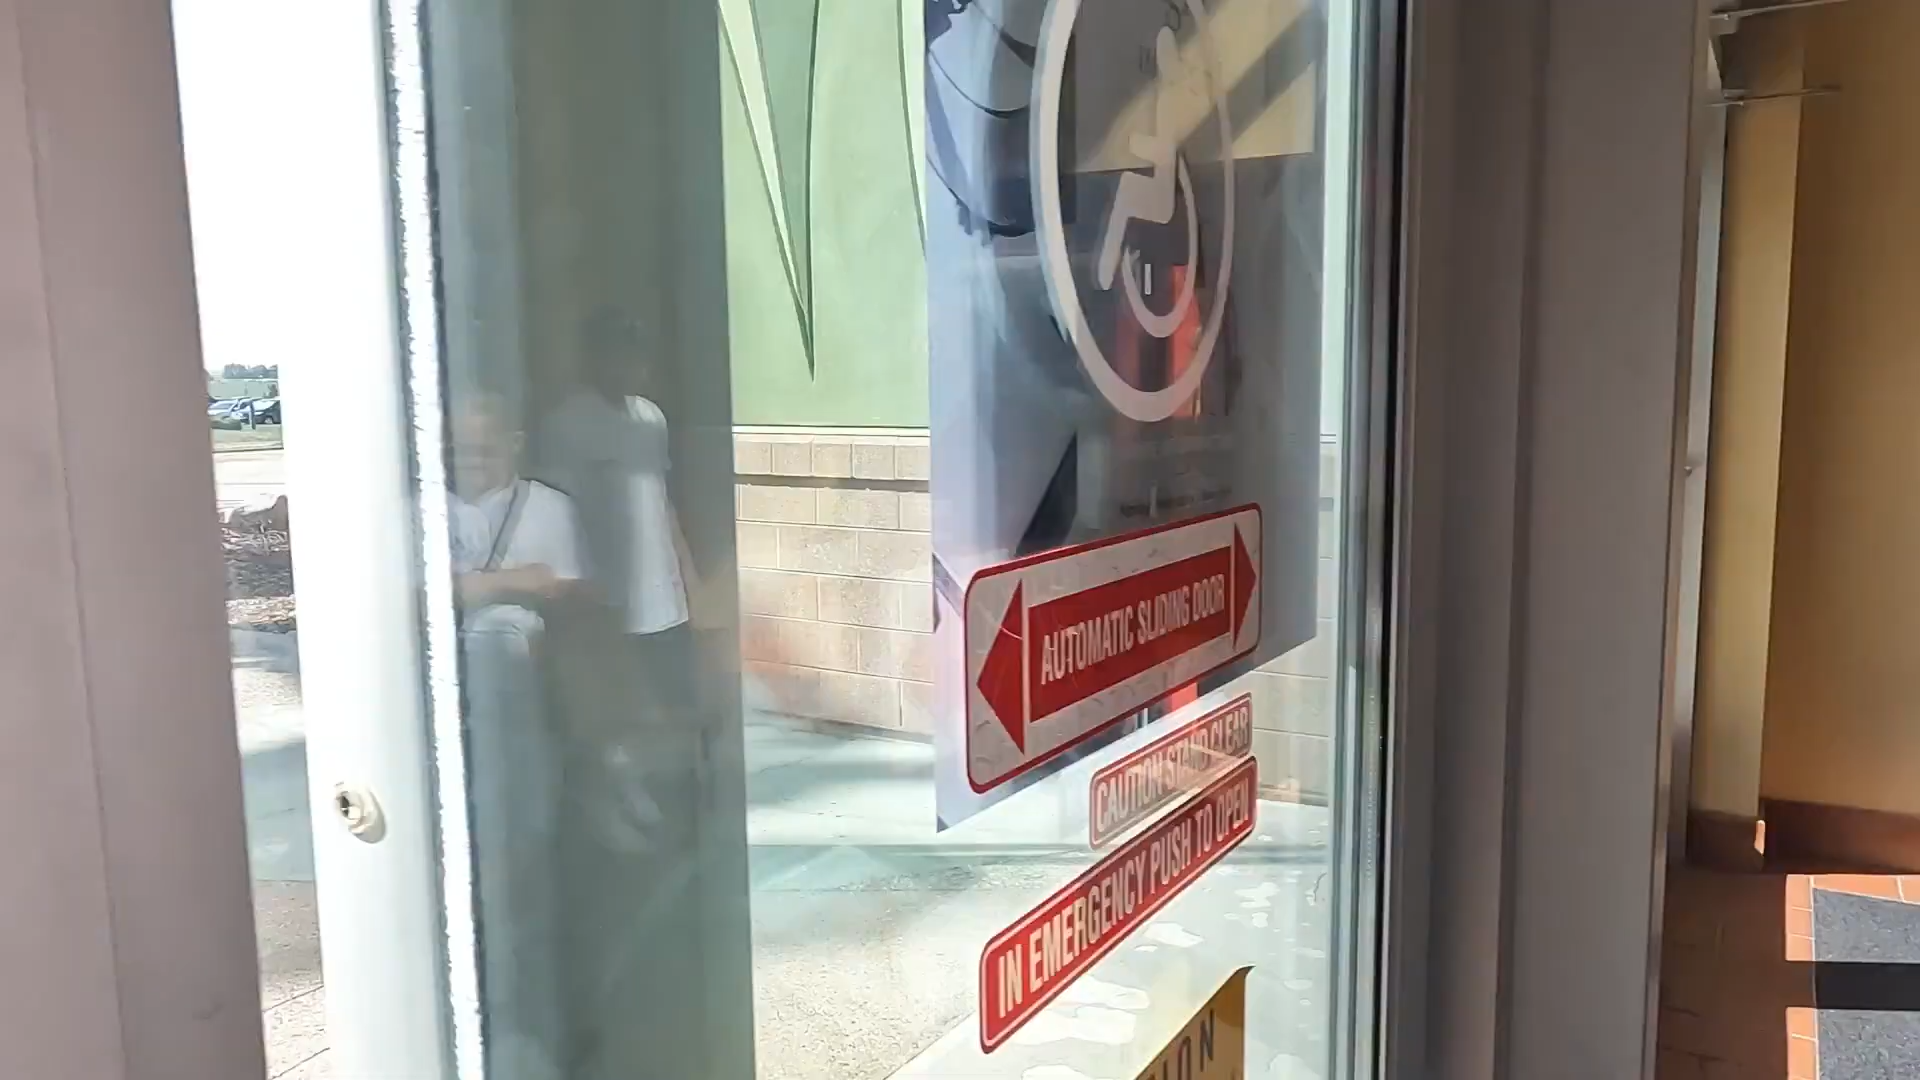 AUTOMATIC SLIDING DOOR
CAUTION STAND CLEAR
IN EMERGENCY PUSH TO OPEN